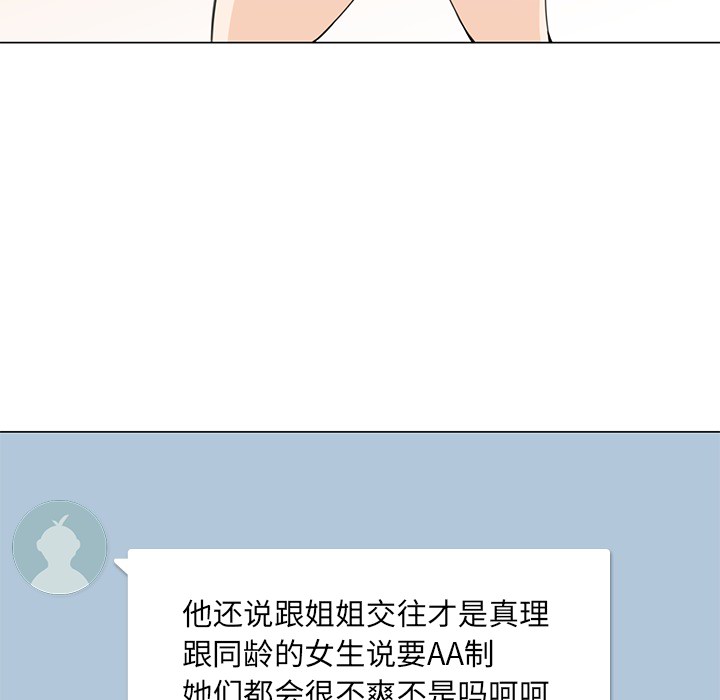 他还说跟姐姐交往才是真理
跟同龄的女生说要AA制
她们都会很不爽不是吗呵呵